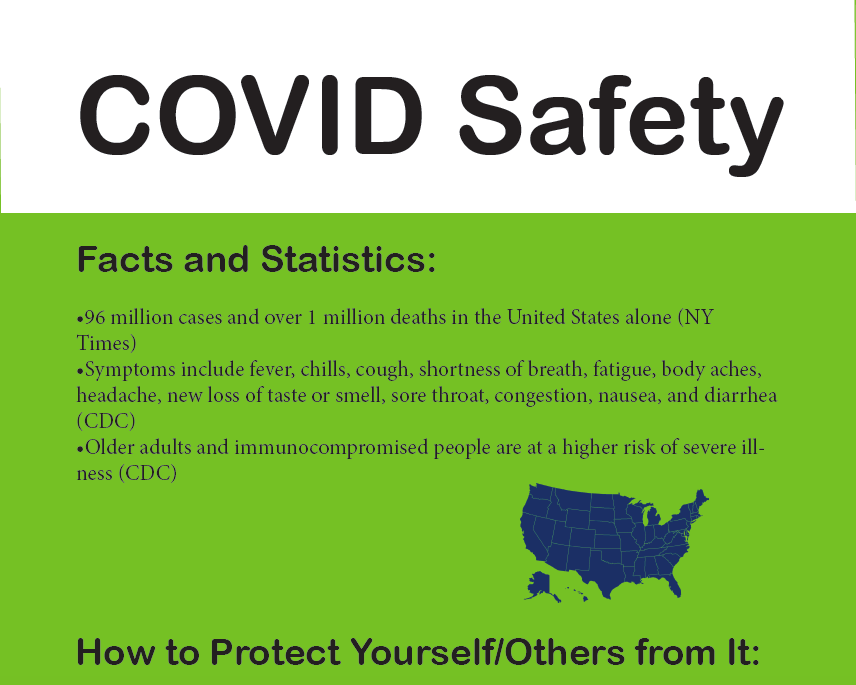 COVID Safety
Facts and Statistics:
•96 million cases and over 1 million deaths in the United States alone (NY
Times)
•Symptoms include fever, chills, cough, shortness of breath, fatigue, body aches,
headache, new loss of taste or smell, sore throat, congestion, nausea, and diarrhea
(CDC)
•Older adults and immunocompromised people are at a higher risk of severe ill-
ness (CDC)
How to Protect Yourself/Others from It: